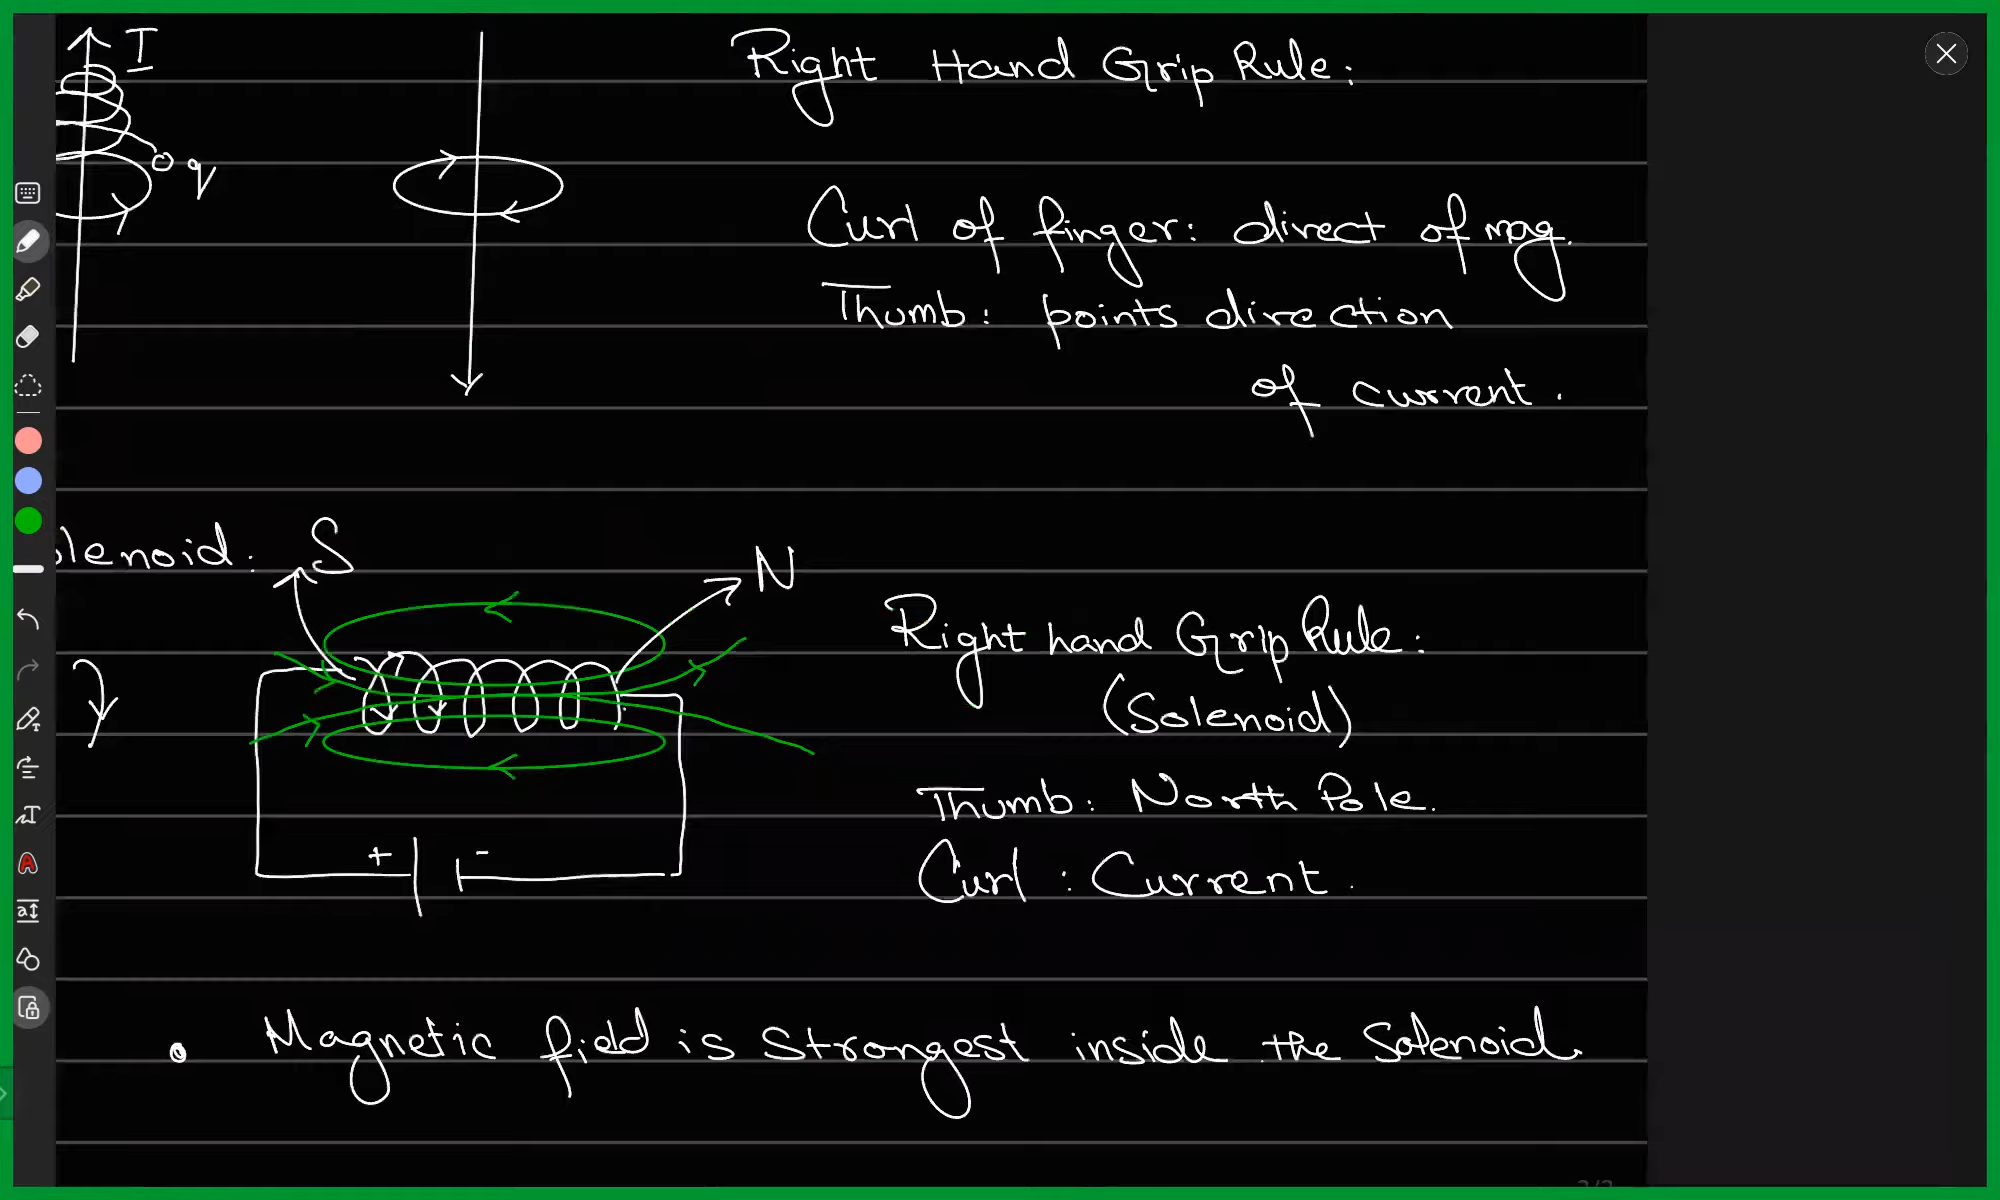 I
Right Hand Grip Rule:
q
Curl of finger: direct of mag.
Thumb: points direction
of current.
olenoid: S
N
Right hand Grip Rule:
(Solenoid)
Thumb: North Pole.
+ -
Curl: Current.
• Magnetic field is strongest inside the Solenoid.